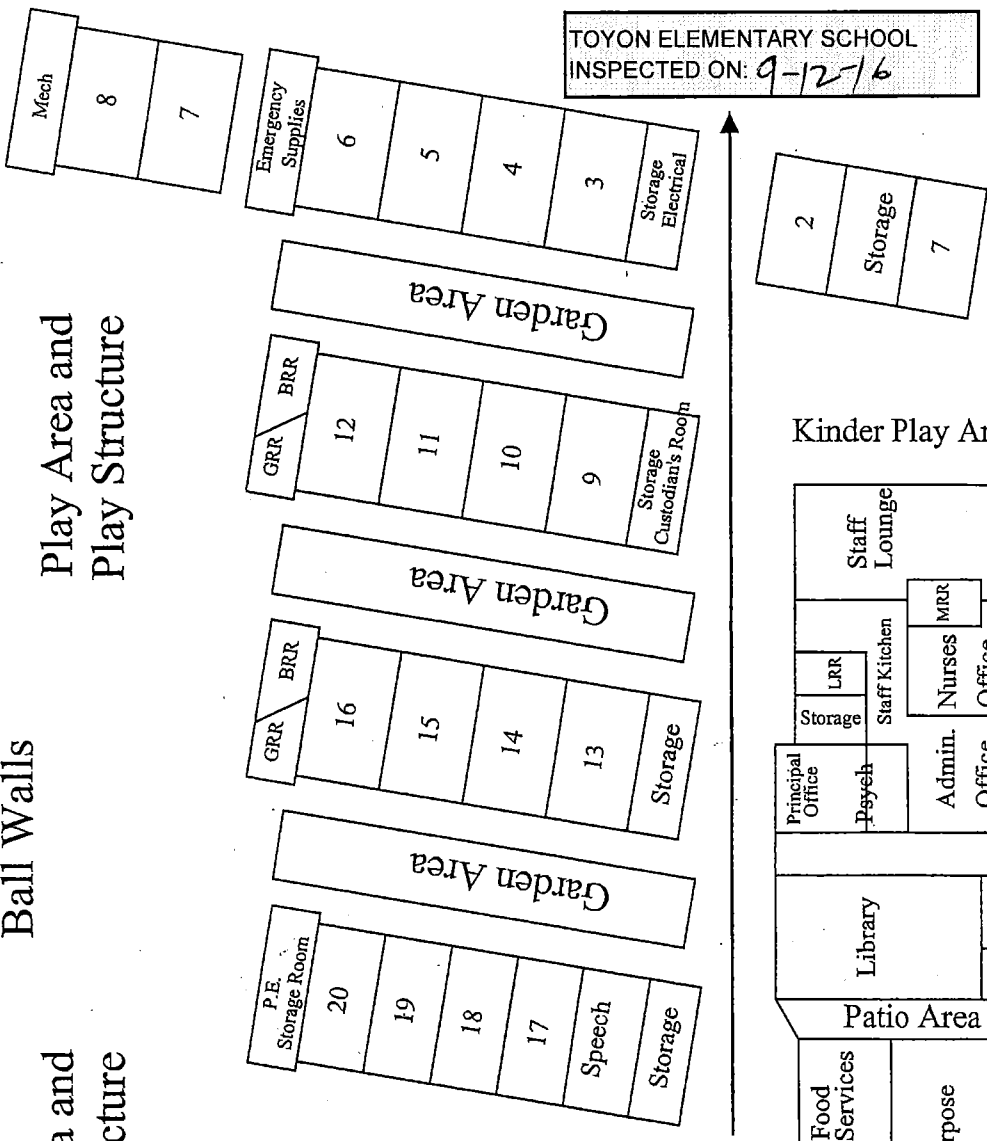 TOYON ELEMENTARY SCHOOL
INSPECTED ON: 9-12-16
Mech
8
7
Emergency
Supplies
6
5
4
3
Storage
Electrical
2
Storage
7
Play Area and
Play Structure
Garden Area
GRR
BRR
12
11
10
9
Storage
Custodian's Room
Kinder Play
Garden Area
Ball Walls
GRR
BRR
16
15
14
13
Storage
Staff
Lounge
MRR
LRR
Staff Kitchen
Nurses
Office
Storage
Principal
Office
Psych
Admin.
Office
Garden Area
P.E.
Storage Room
20
19
18
17
Speech
Storage
Library
Patio Area
Food
Services
and